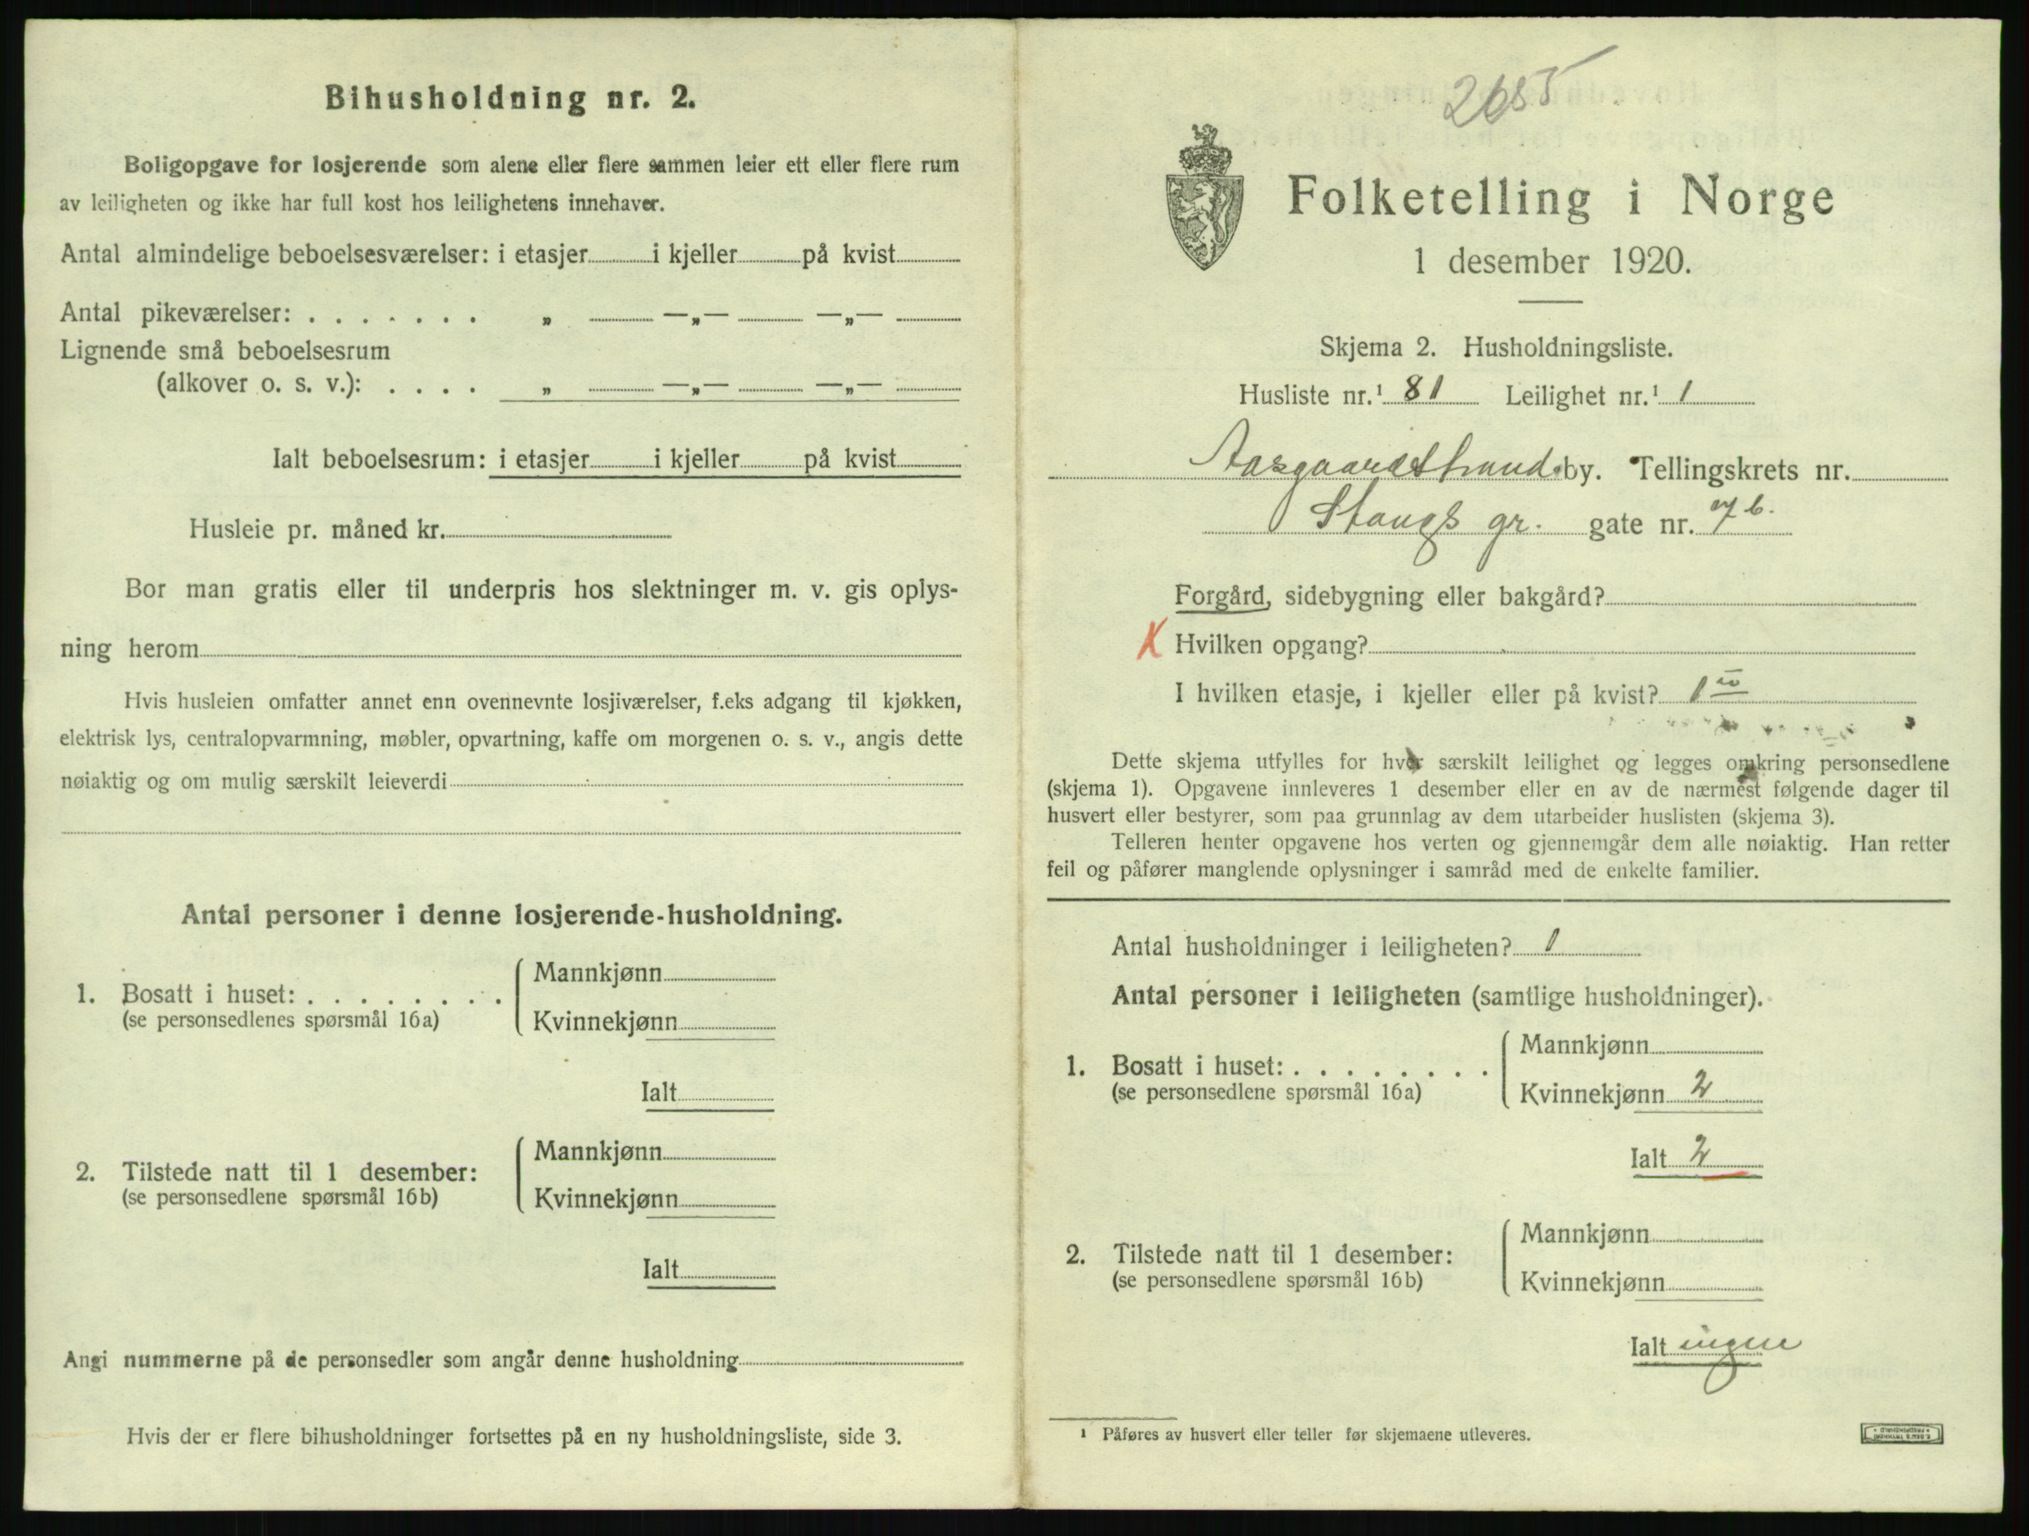 Bihusholdning nr. 2.
Boligopgave for losjerende som alene eller flere sammen leier ett eller flere rum
av leiligheten og ikke har full kost hos leilighetens innehaver.
Antal almindelige beboelsesværelser: i etasjer i kjeller på kvist
Antal pikeværelser: . . . . . . . „ —„— —„—
Lignende små beboelsesrum
(alkover o. s. v.): . . . . „ —„— —„—
Ialt beboelsesrum: i etasjer i kjeller på kvist
Husleie pr. måned kr.
Bor man gratis eller til underpris hos slektninger m. v. gis oplys-
ning herom
Hvis husleien omfatter annet enn ovennevnte losjiværelser, f.eks adgang til kjøkken,
elektrisk lys, centralopvarmning, møbler, opvartning, kaffe om morgenen o. s. v., angis dette
nøiaktig og om mulig særskilt leieverdi
Antal personer i denne losjerende-husholdning.
1. Bosatt i huset: . . . . . . . . .
(se personsedlenes spørsmål 16a)
Mannkjønn
Kvinnekjønn
Ialt
2. Tilstede natt til 1 desember:
(se personsedlene spørsmål 16b)
Mannkjønn
Kvinnekjønn
Ialt
Angi nummerne på de personsedler som angår denne husholdning
Hvis der er flere bihusholdninger fortsettes på en ny husholdningsliste, side 3.
2685
Folketelling i Norge
1 desember 1920.
Skjema 2. Husholdningsliste.
Husliste nr.¹ 81 Leilighet nr.¹ 1
Aasgaardstrand by. Tellingskrets nr.
Stangs gr. gate nr. 7 b.
Forgård, sidebygning eller bakgård?
X Hvilken opgang?
I hvilken etasje, i kjeller eller på kvist? 1
Dette skjema utfylles for hver særskilt leilighet og legges omkring personsedlene
(skjema 1). Opgavene innleveres 1 desember eller en av de nærmest følgende dager til
husvert eller bestyrer, som paa grunnlag av dem utarbeider huslisten (skjema 3).
Telleren henter opgavene hos verten og gjennemgår dem alle nøiaktig. Han retter
feil og påfører manglende oplysninger i samråd med de enkelte familier.
Antal husholdninger i leiligheten? 1
Antal personer i leiligheten (samtlige husholdninger).
1. Bosatt i huset: . . . . . . . .
(se personsedlene spørsmål 16a)
Mannkjønn
Kvinnekjønn 2
Ialt 2
2. Tilstede natt til 1 desember:
(se personsedlene spørsmål 16b)
Mannkjønn
Kvinnekjønn
Ialt ingen
¹ Påføres av husvert eller teller før skjemaene utleveres.